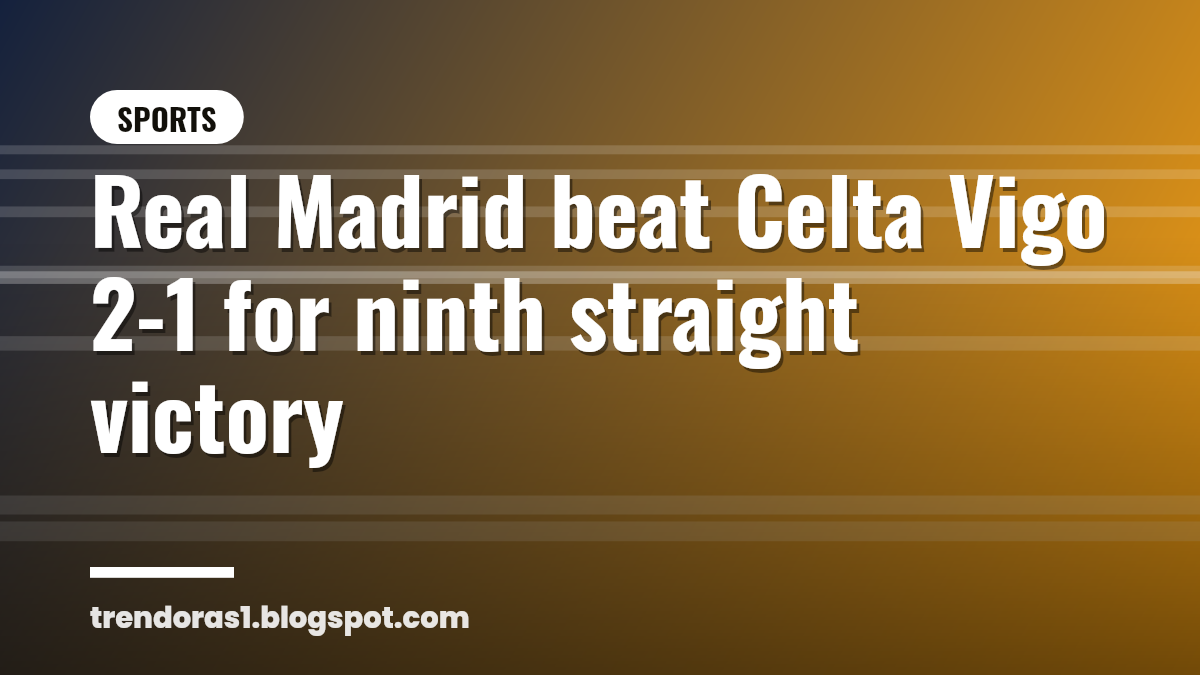 SPORTS
Real Madrid beat Celta Vigo
2-1 for ninth straight
victory
trendoras1.blogspot.com